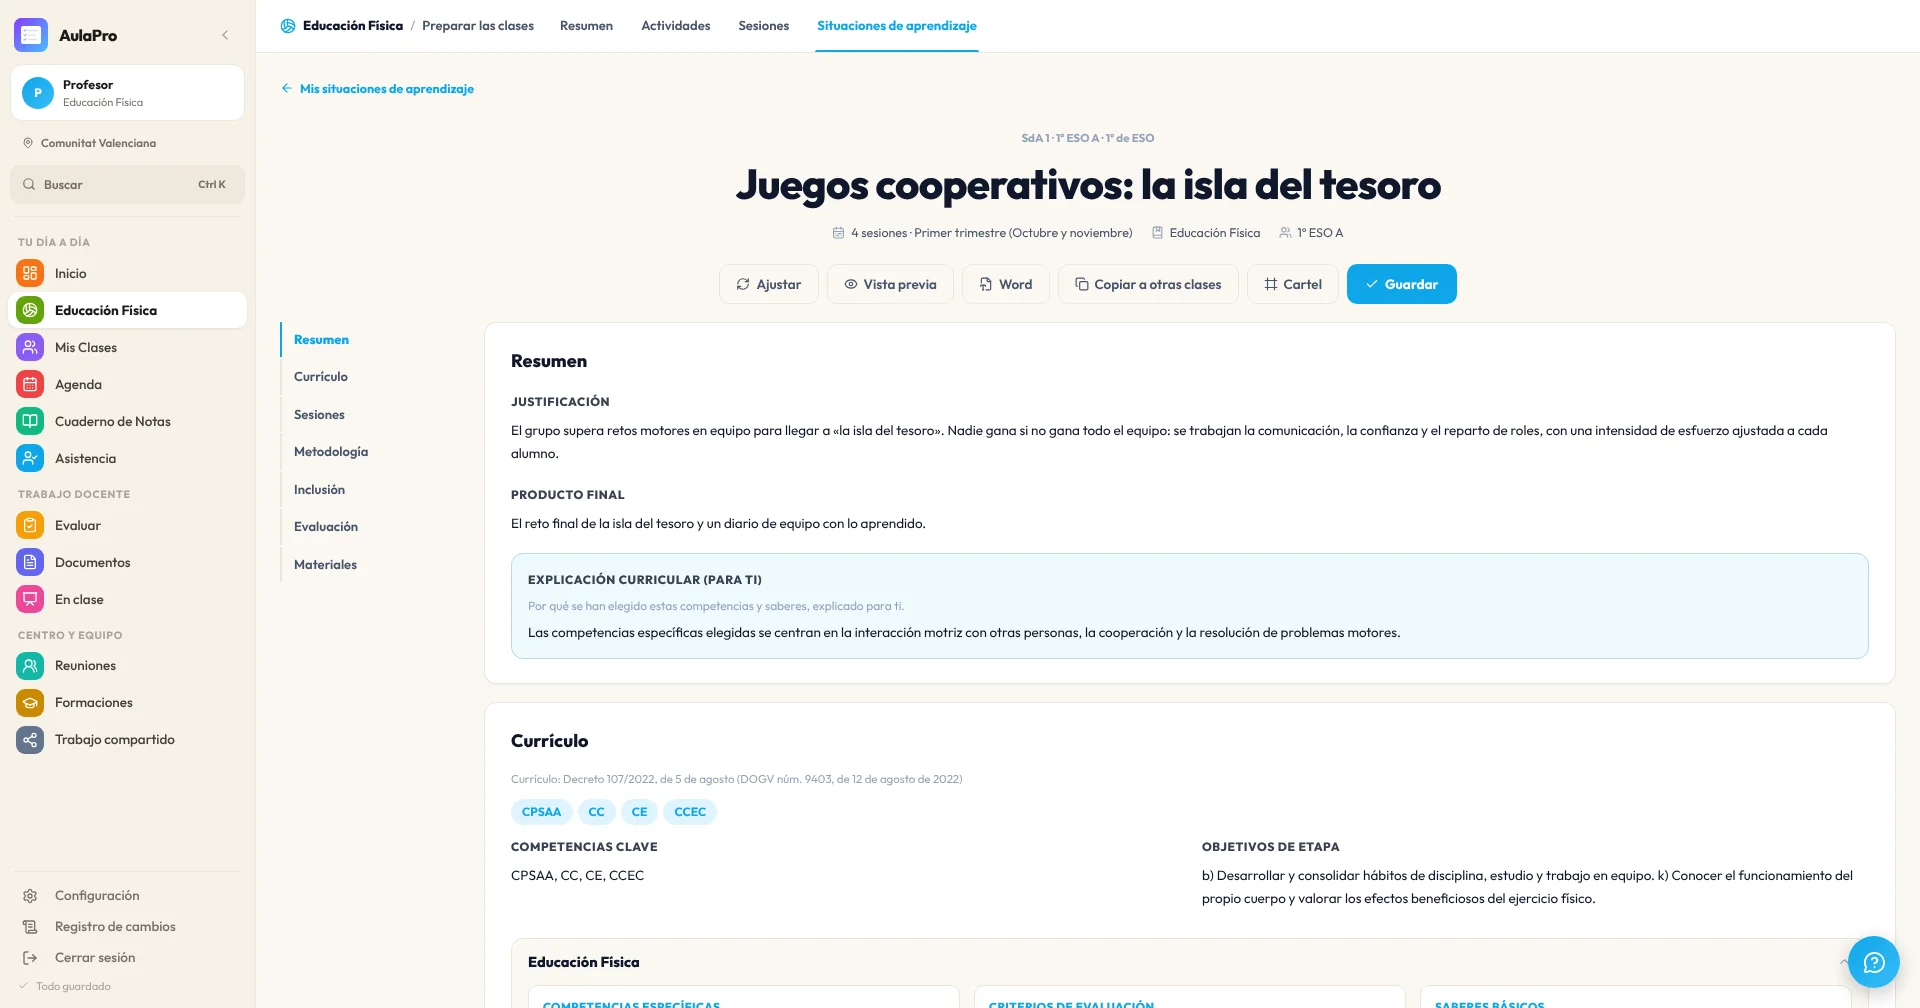 AulaPro
P
Profesor
Educación Física
Comunitat Valenciana
Buscar Ctrl K
TU DÍA A DÍA
Inicio
Educación Física
Mis Clases
Agenda
Cuaderno de Notas
Asistencia
TRABAJO DOCENTE
Evaluar
Documentos
En clase
CENTRO Y EQUIPO
Reuniones
Formaciones
Trabajo compartido
Configuración
Registro de cambios
Cerrar sesión
Todo guardado
Educación Física / Preparar las clases Resumen Actividades Sesiones Situaciones de aprendizaje
Mis situaciones de aprendizaje
SdA 1 · 1º ESO A · 1º de ESO
Juegos cooperativos: la isla del tesoro
4 sesiones · Primer trimestre (Octubre y noviembre) Educación Física 1º ESO A
Ajustar Vista previa Word Copiar a otras clases Cartel Guardar
Resumen
Currículo
Sesiones
Metodología
Inclusión
Evaluación
Materiales
Resumen
JUSTIFICACIÓN
El grupo supera retos motores en equipo para llegar a «la isla del tesoro». Nadie gana si no gana todo el equipo: se trabajan la comunicación, la confianza y el reparto de roles, con una intensidad de esfuerzo ajustada a cada
alumno.
PRODUCTO FINAL
El reto final de la isla del tesoro y un diario de equipo con lo aprendido.
EXPLICACIÓN CURRICULAR (PARA TI)
Por qué se han elegido estas competencias y saberes, explicado para ti.
Las competencias específicas elegidas se centran en la interacción motriz con otras personas, la cooperación y la resolución de problemas motores.
Currículo
Currículo: Decreto 107/2022, de 5 de agosto (DOGV núm. 9403, de 12 de agosto de 2022)
CPSAA CC CE CCEC
COMPETENCIAS CLAVE
CPSAA, CC, CE, CCEC
OBJETIVOS DE ETAPA
b) Desarrollar y consolidar hábitos de disciplina, estudio y trabajo en equipo. k) Conocer el funcionamiento del
propio cuerpo y valorar los efectos beneficiosos del ejercicio físico.
Educación Física
COMPETENCIAS ESPECÍFICAS CRITERIOS DE EVALUACIÓN SABERES BÁSICOS